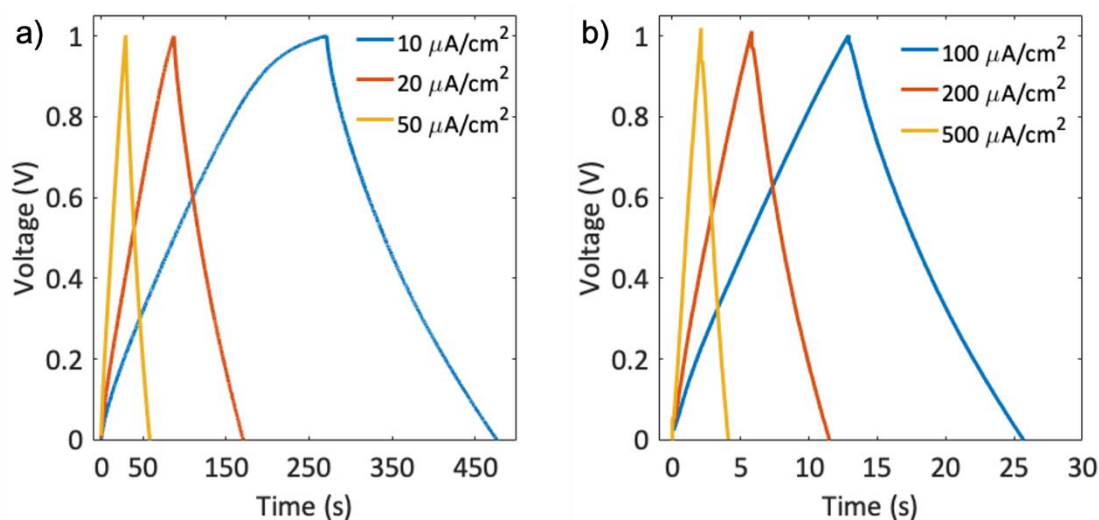 a)
1
0.8
0.6
0.4
0.2
0
Voltage (V)
10 μA/cm²
20 μA/cm²
50 μA/cm²
0 50 150 250 350 450
Time (s)
b)
1
0.8
0.6
0.4
0.2
0
Voltage (V)
100 μA/cm²
200 μA/cm²
500 μA/cm²
0 5 10 15 20 25 30
Time (s)